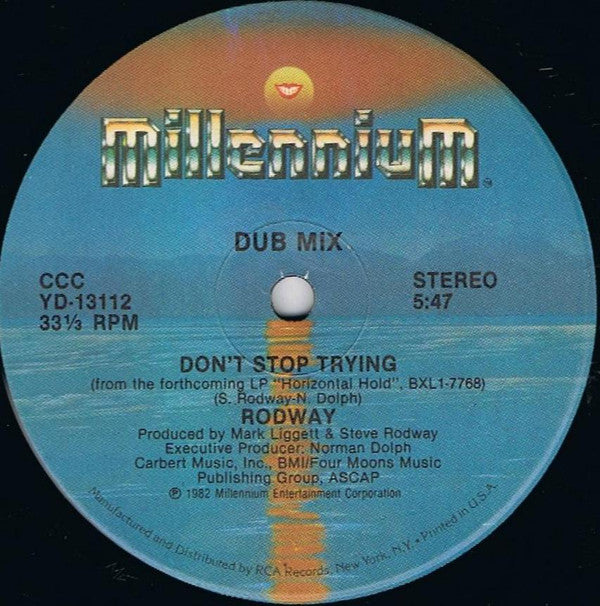 millennium
DUB MIX
CCC
YD-13112
33⅓ RPM
STEREO
5:47
DON'T STOP TRYING
(from the forthcoming LP "Horizontal Hold", BXL1-7768)
(S. Rodway-N. Dolph)
RODWAY
Produced by Mark Liggett & Steve Rodway
Executive Producer: Norman Dolph
Carbert Music, Inc., BMI/Four Moons Music
Publishing Group, ASCAP
℗ 1982 Millennium Entertainment Corporation
Manufactured and Distributed by RCA Records, New York, N.Y. • Printed in U.S.A.